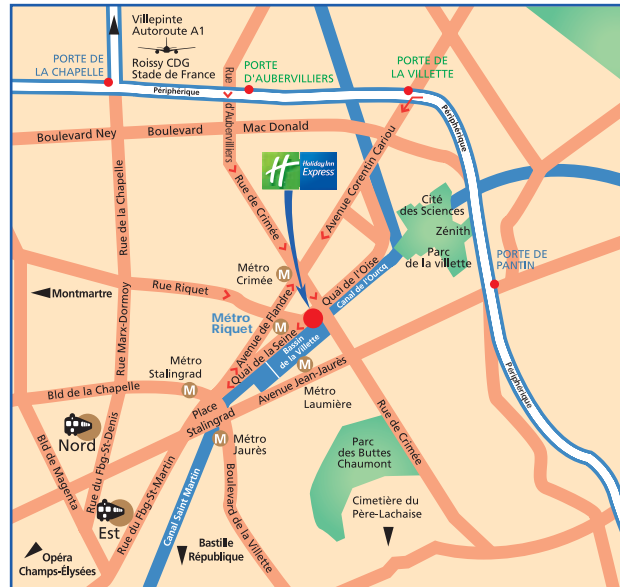 Villepinte
Autoroute A1
Roissy CDG
Stade de France
PORTE DE
LA CHAPELLE
PORTE
D'AUBERVILLIERS
PORTE
DE LA VILLETTE
Périphérique
Périphérique
Rue d'Aubervilliers
Boulevard Ney
Boulevard Mac Donald
Avenue Corentin Cariou
H
Holiday Inn
Express
Rue de la Chapelle
Rue de Crimée
Cité
des Sciences
Zénith
Parc
de la villette
PORTE DE
PANTIN
Métro
Crimée
M
Quai de l'Oise
Canal de l'Ourcq
Montmartre
Rue Riquet
Métro
Riquet
M
Avenue de Flandre
Quai de la Seine
Bassin
de la Villette
Rue Marx-Dormoy
Métro
Stalingrad
M
M
Métro
Laumière
Avenue Jean-Jaurès
Périphérique
Bld de la Chapelle
Place
Stalingrad
Rue de Crimée
Nord
Bld de Magenta
Rue du Fbg-St-Denis
M
Métro
Jaurès
Parc
des Buttes
Chaumont
Est
Rue du Fbg-St-Martin
Canal Saint Martin
Boulevard de la Villette
Cimetière du
Père-Lachaise
Bastille
République
Opéra
Champs-Élysées